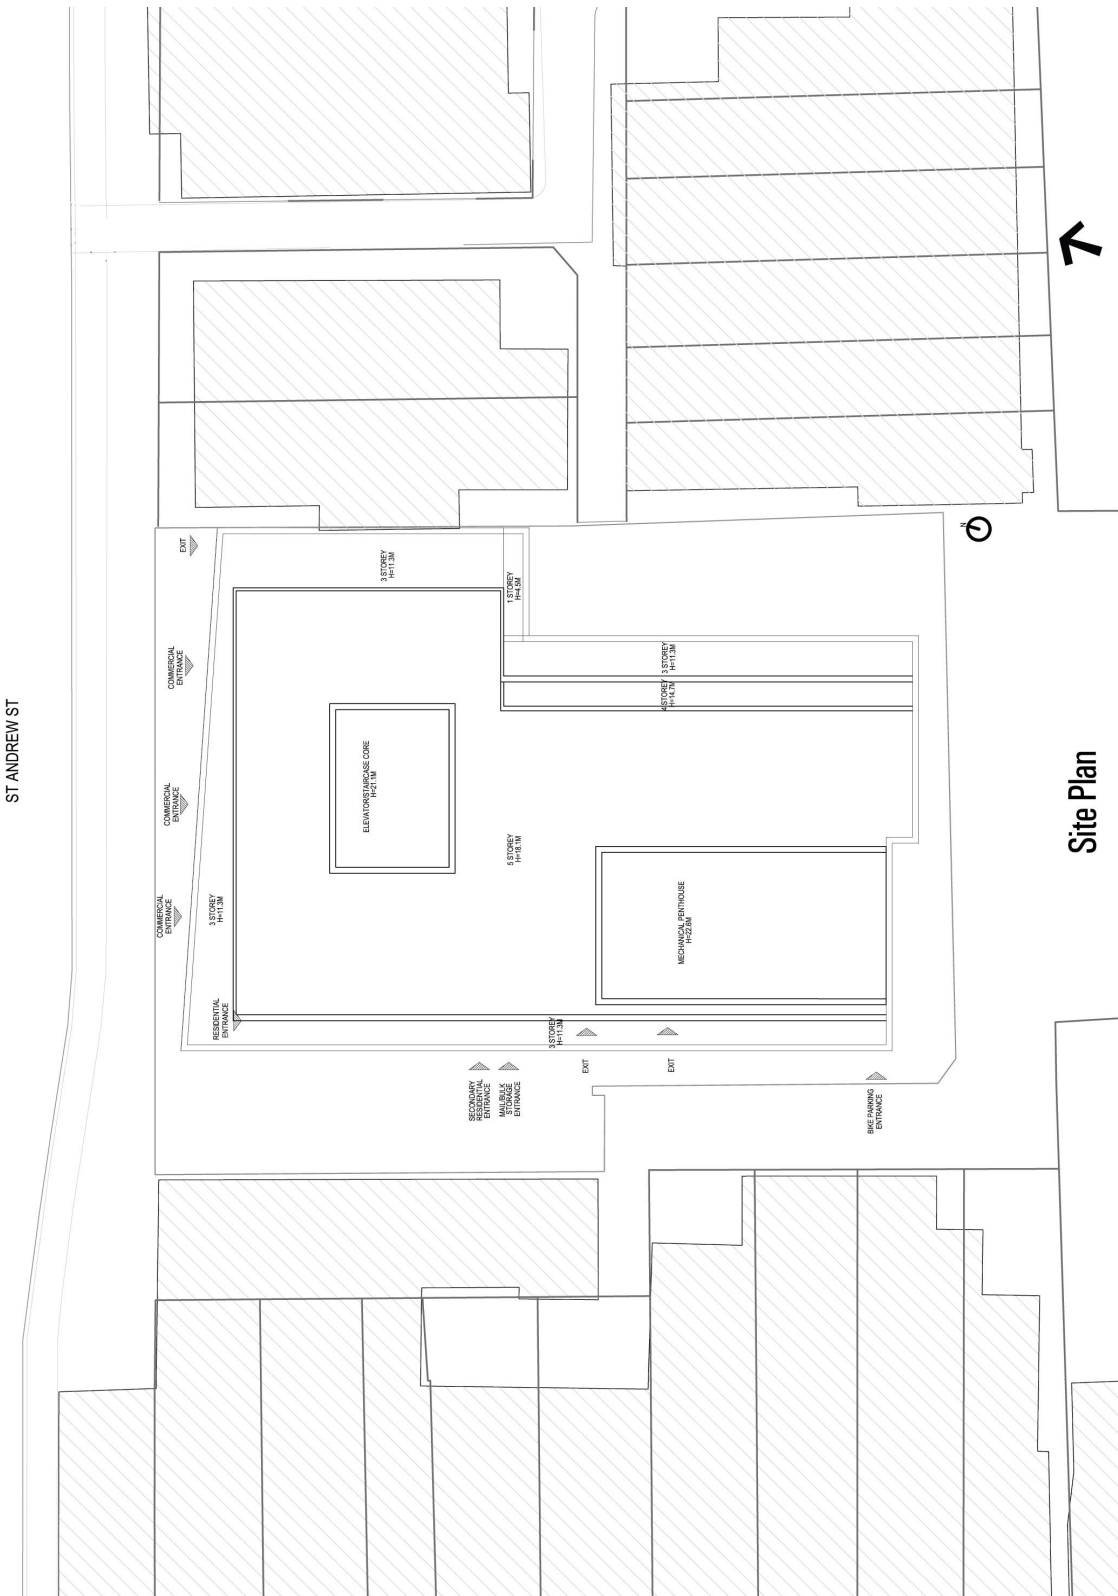 ST ANDREW ST
EXIT
COMMERCIAL
ENTRANCE
COMMERCIAL
ENTRANCE
COMMERCIAL
ENTRANCE
3 STOREY
H=11.3M
RESIDENTIAL
ENTRANCE
3 STOREY
H=11.3M
1 STOREY
H=4.5M
ELEVATOR/STAIRCASE CORE
H=21.1M
5 STOREY
H=18.1M
3 STOREY
H=11.3M
4 STOREY
H=14.7M
MECHANICAL PENTHOUSE
H=22.6M
3 STOREY
H=11.3M
SECONDARY
RESIDENTIAL
ENTRANCE
MAIL/BULK
STORAGE
ENTRANCE
EXIT
EXIT
BIKE PARKING
ENTRANCE
N
Site Plan